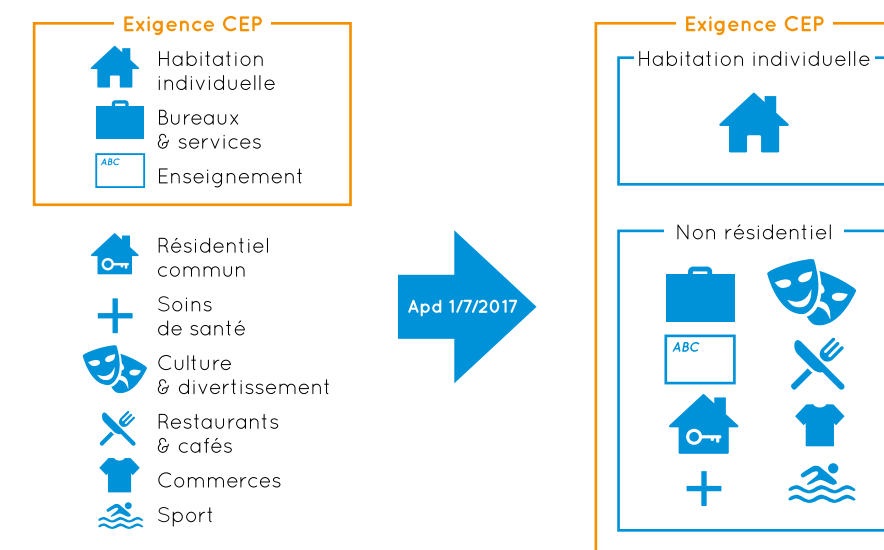 Exigence CEP
Habitation
individuelle
Bureaux
& services
ABC
Enseignement
Résidentiel
commun
Soins
de santé
Culture
& divertissement
Restaurants
& cafés
Commerces
Sport
Apd 1/7/2017
Exigence CEP
Habitation individuelle
Non résidentiel
ABC